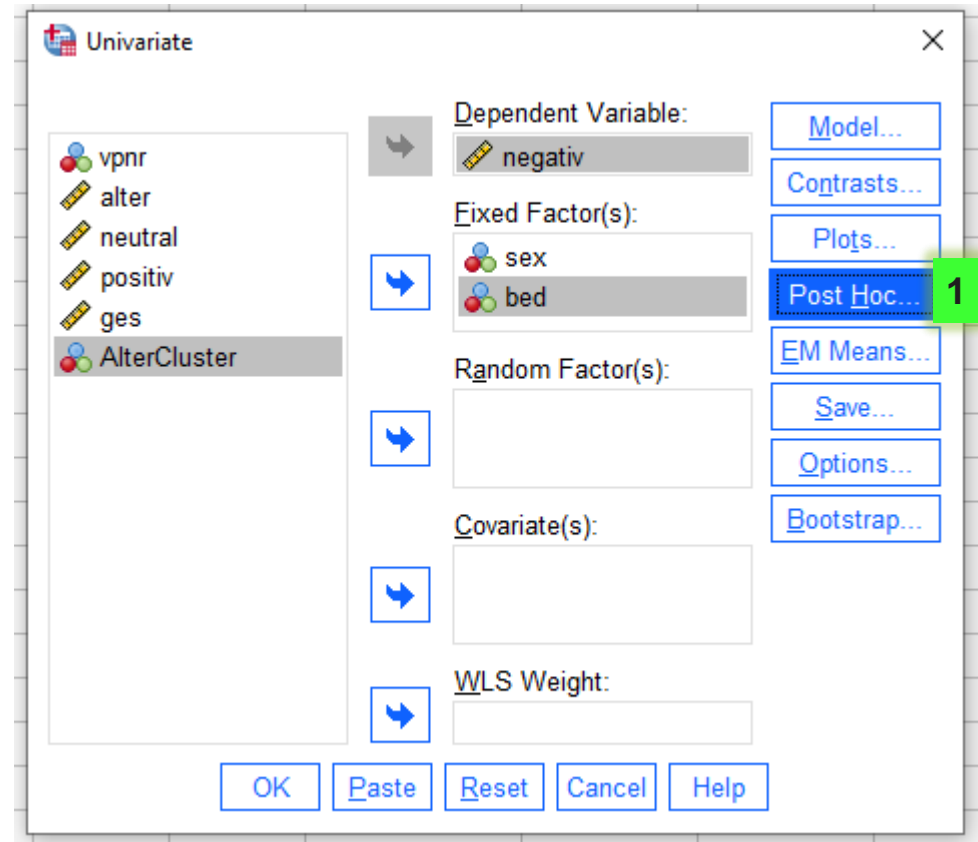 Univariate
vpnr
alter
neutral
positiv
ges
AlterCluster
Dependent Variable:
negativ
Fixed Factor(s):
sex
bed
Random Factor(s):
Covariate(s):
WLS Weight:
Model...
Contrasts...
Plots...
Post Hoc... 1
EM Means...
Save...
Options...
Bootstrap...
OK Paste Reset Cancel Help